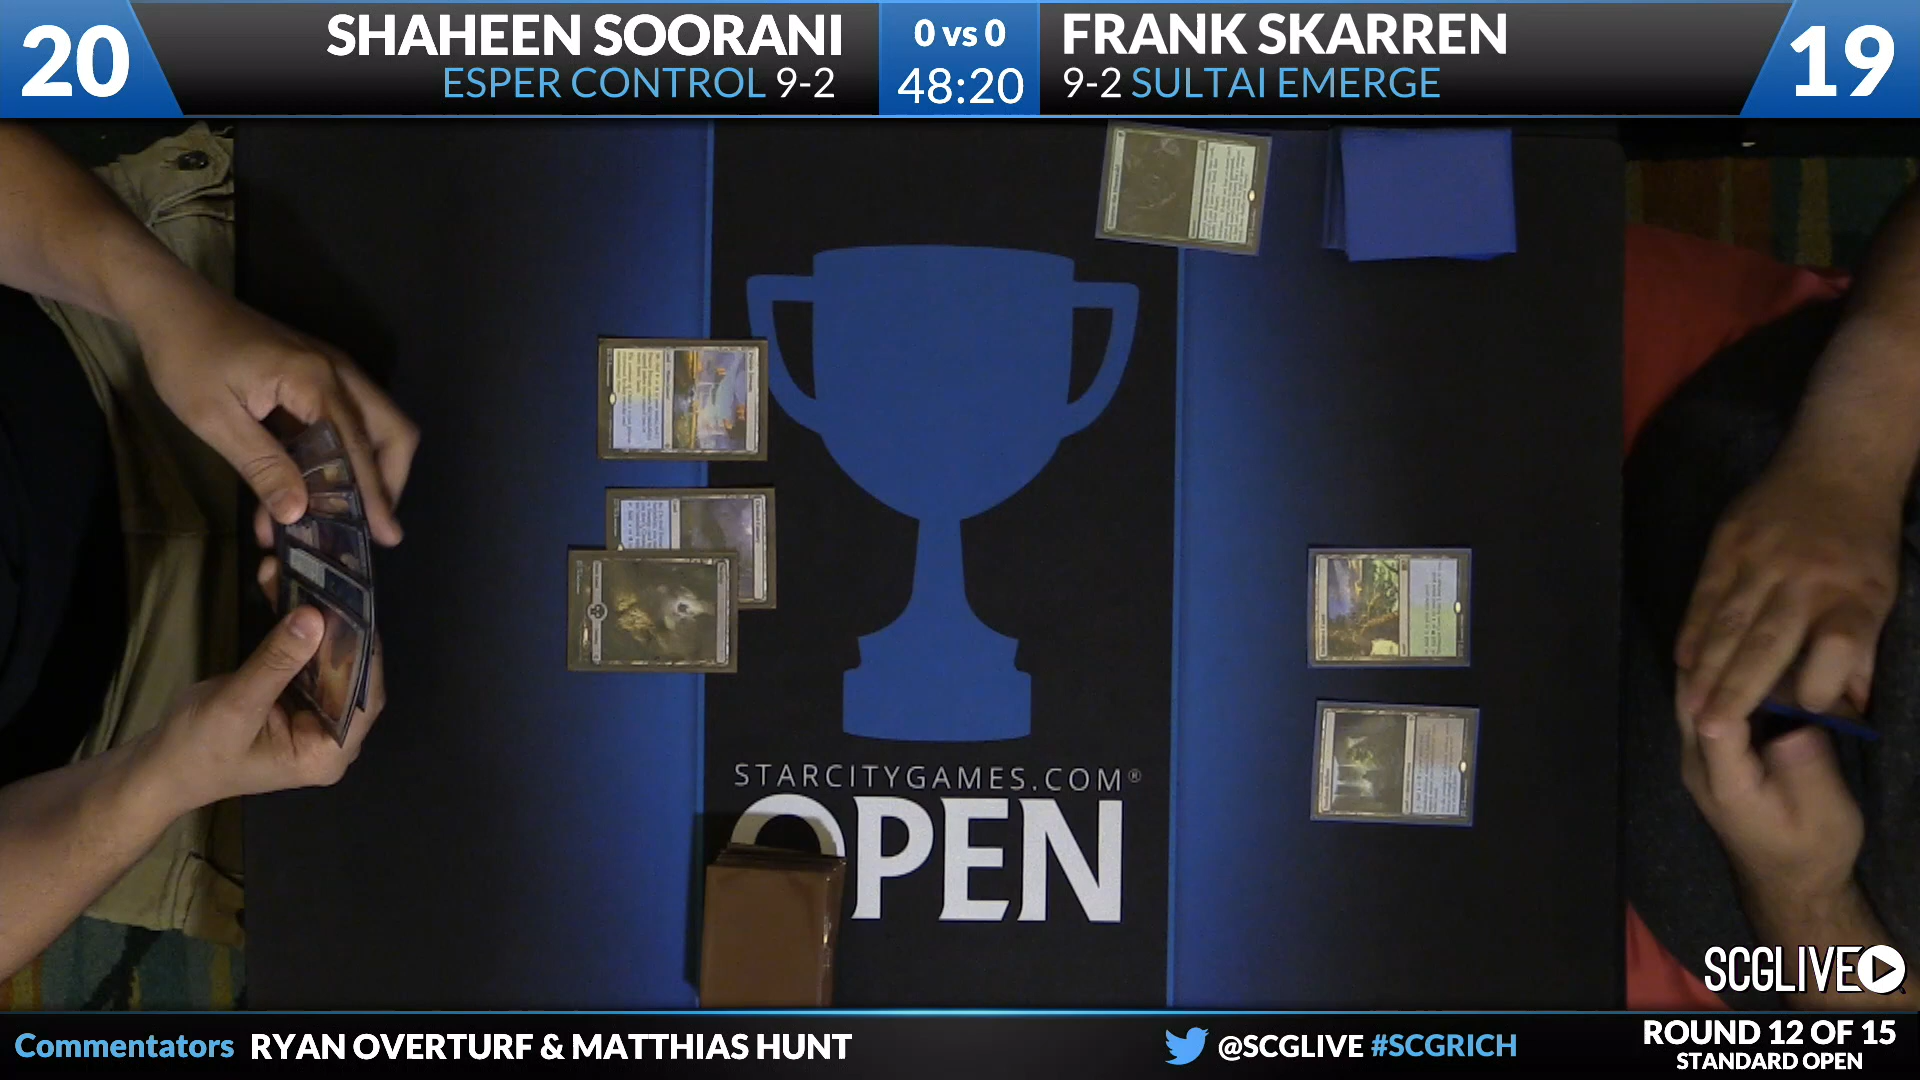 20
SHAHEEN SOORANI
ESPER CONTROL 9-2
0 vs 0
48:20
FRANK SKARREN
9-2 SULTAI EMERGE
19
STARCITYGAMES.COM®
OPEN
SCGLIVE
Commentators RYAN OVERTURF & MATTHIAS HUNT
@SCGLIVE #SCGRICH
ROUND 12 OF 15
STANDARD OPEN